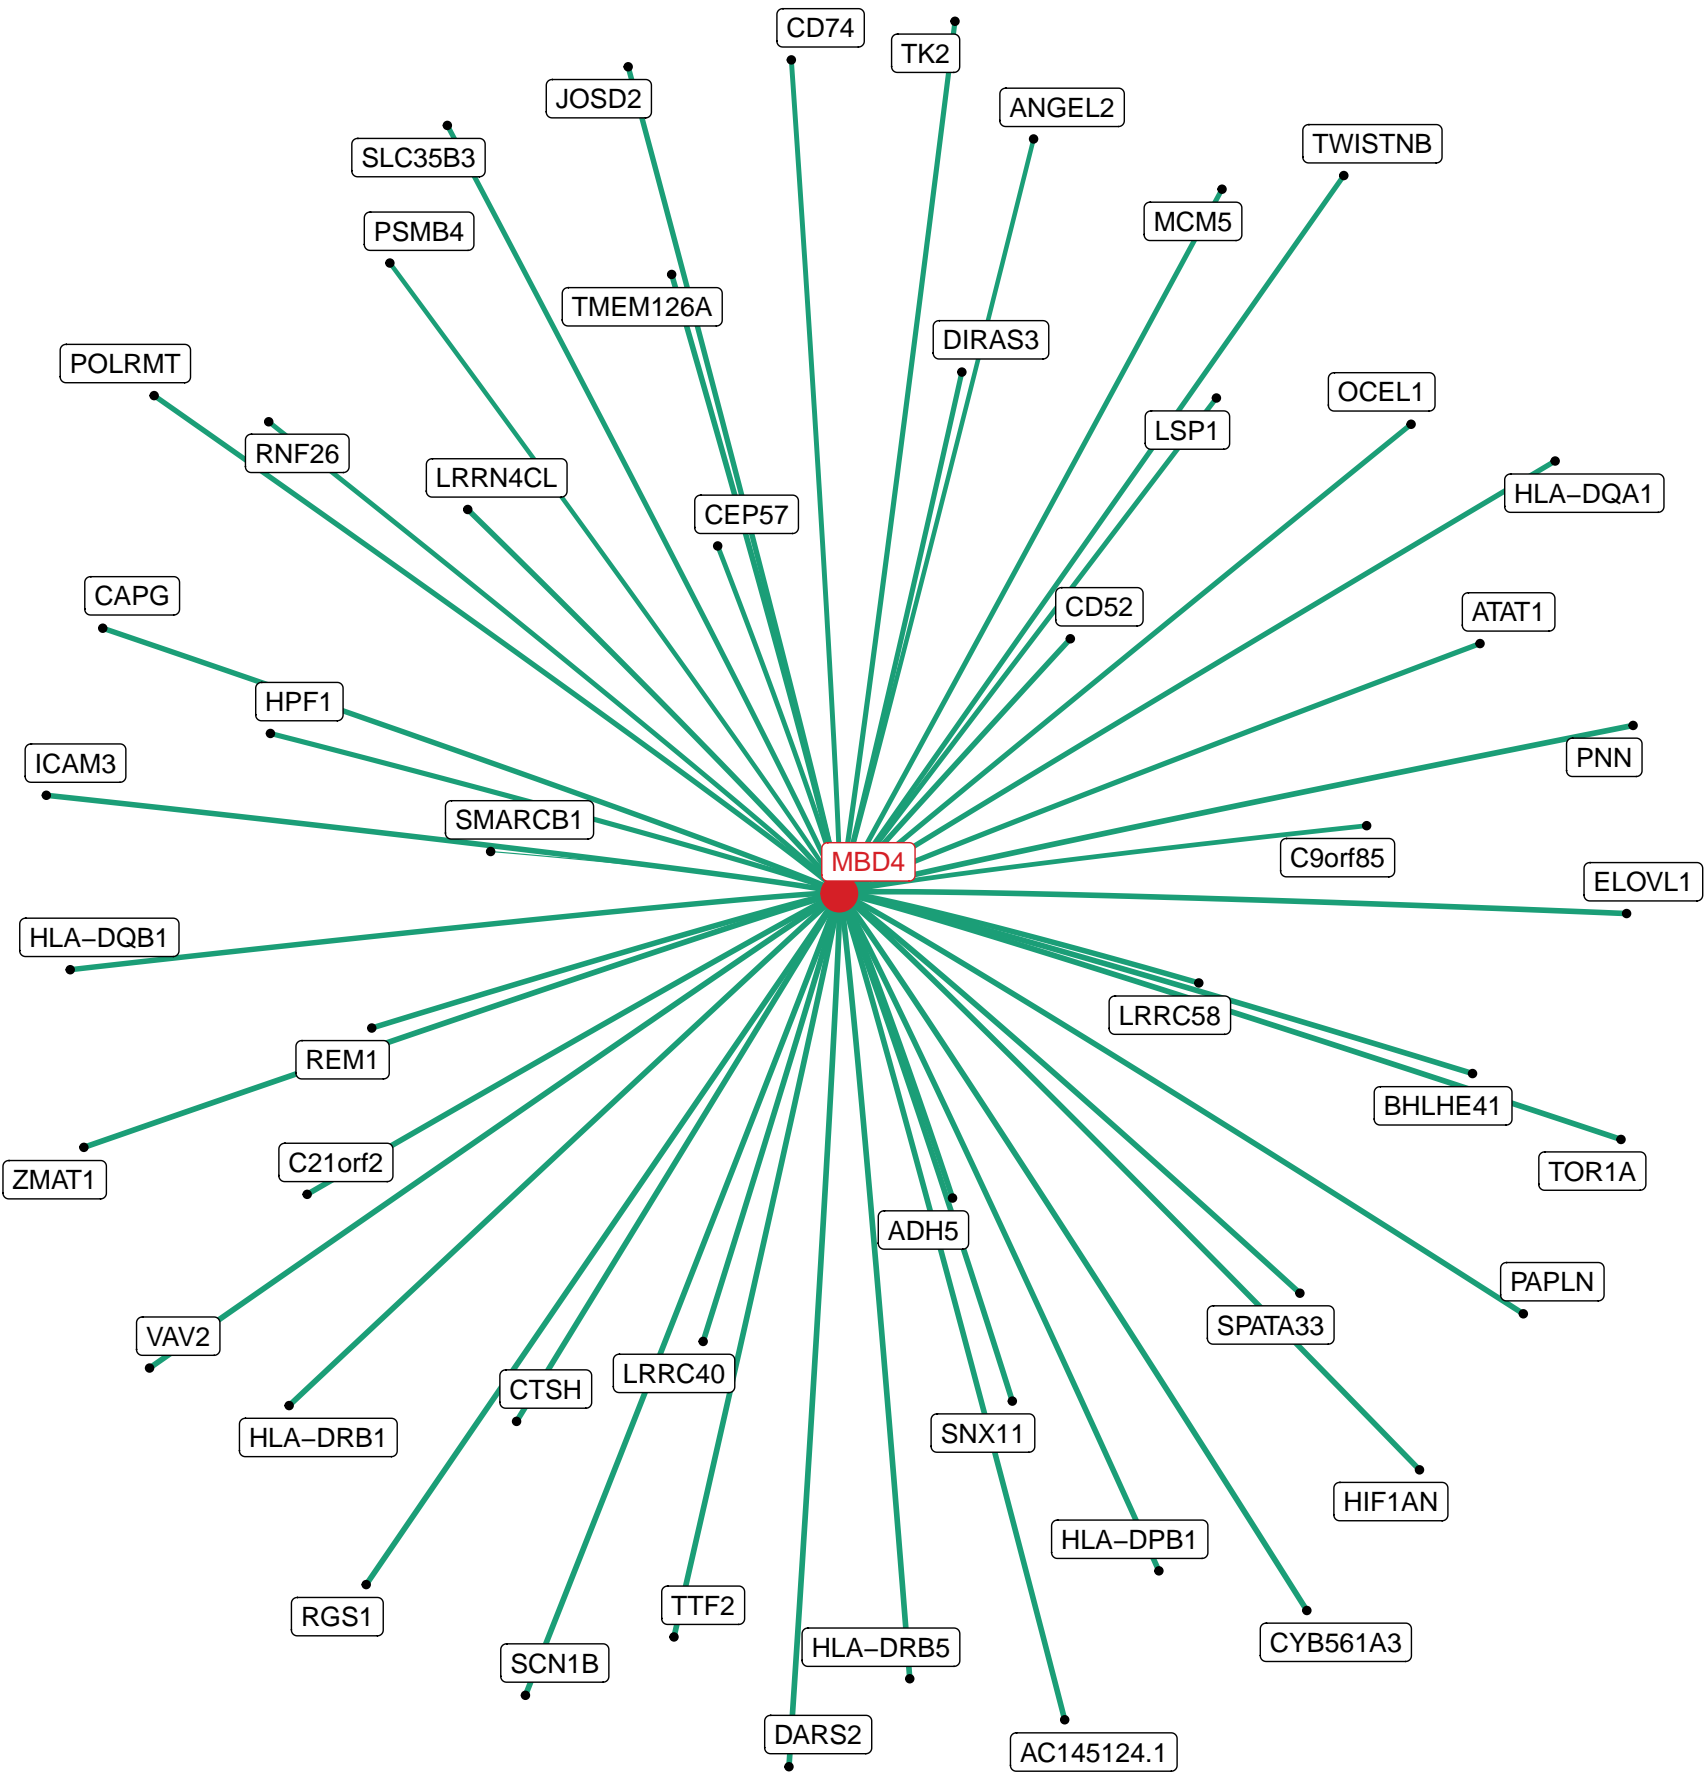 CD74
TK2
JOSD2
ANGEL2
TWISTNB
SLC35B3
MCM5
PSMB4
TMEM126A
DIRAS3
POLRMT
OCEL1
LSP1
RNF26
LRRN4CL
HLA−DQA1
CEP57
CAPG
CD52
ATAT1
HPF1
PNN
ICAM3
SMARCB1
C9orf85
MBD4
ELOVL1
HLA−DQB1
LRRC58
REM1
BHLHE41
C21orf2
TOR1A
ZMAT1
ADH5
PAPLN
SPATA33
VAV2
LRRC40
CTSH
SNX11
HLA−DRB1
HIF1AN
HLA−DPB1
TTF2
RGS1
CYB561A3
HLA−DRB5
SCN1B
DARS2
AC145124.1